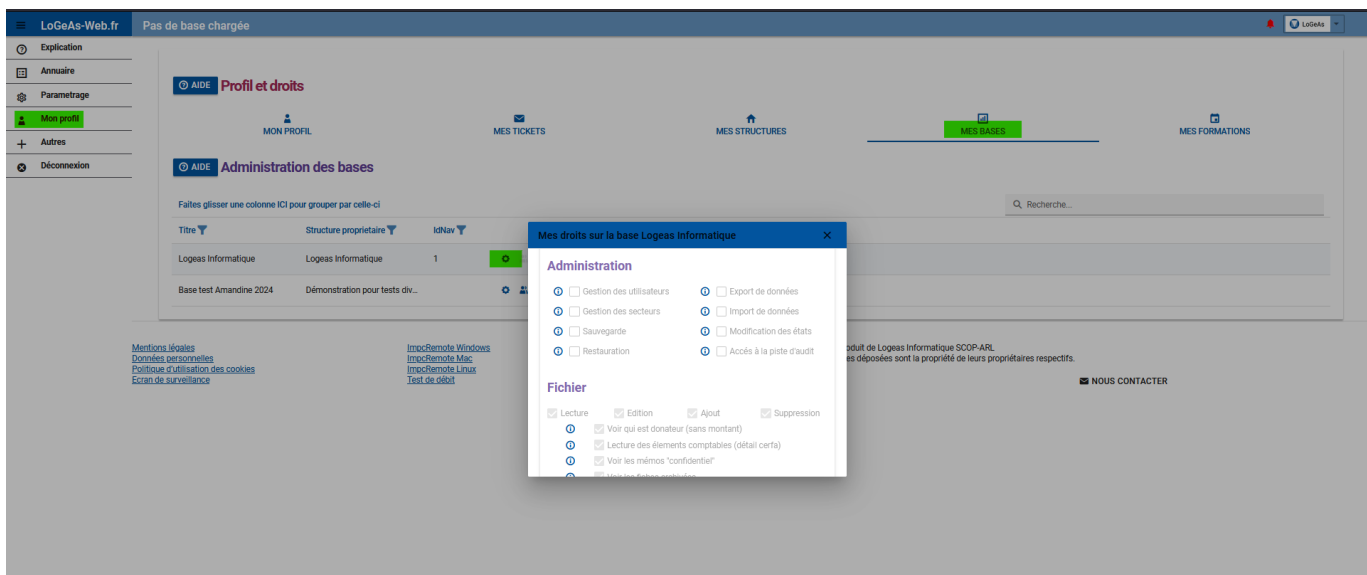 LoGeAs-Web.fr
Pas de base chargée
LoGeAs
Explication
Annuaire
Parametrage
Mon profil
Autres
Déconnexion
AIDE Profil et droits
MON PROFIL
MES TICKETS
MES STRUCTURES
MES BASES
MES FORMATIONS
AIDE Administration des bases
Faites glisser une colonne ICI pour grouper par celle-ci
Recherche...
Titre Structure proprietaire IdNav
Logeas Informatique Logeas Informatique 1
Base test Amandine 2024 Démonstration pour tests div...
Mes droits sur la base Logeas Informatique
Administration
Gestion des utilisateurs Export de données
Gestion des secteurs Import de données
Sauvegarde Modification des états
Restauration Accés à la piste d'audit
Fichier
Lecture Edition Ajout Suppression
Voir qui est donateur (sans montant)
Lecture des élements comptables (détail cerfa)
Voir les mémos "confidentiel"
Voir les fiches archivées
Mentions légales
Données personnelles
Politique d'utilisation des cookies
Ecran de surveillance
ImpcRemote Windows
ImpcRemote Mac
ImpcRemote Linux
Test de débit
oduit de Logeas Informatique SCOP-ARL
es déposées sont la propriété de leurs propriétaires respectifs.
NOUS CONTACTER